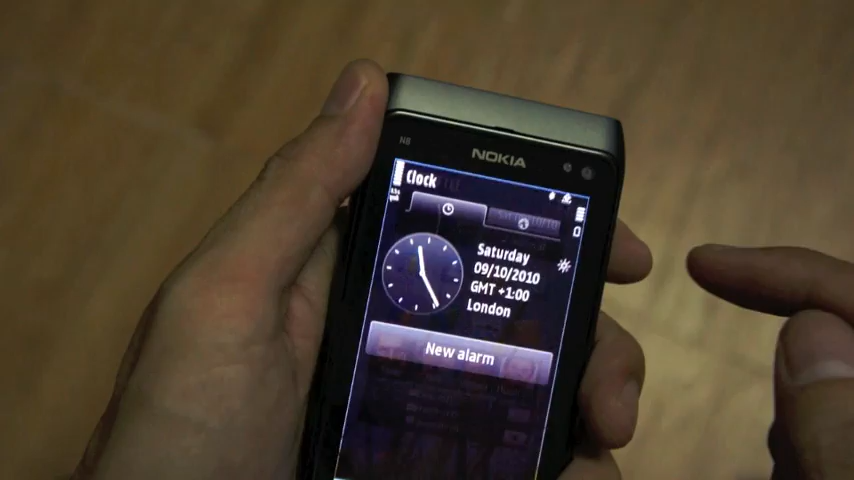 N8
NOKIA
Clock
Saturday
09/10/2010
GMT +1:00
London
New alarm